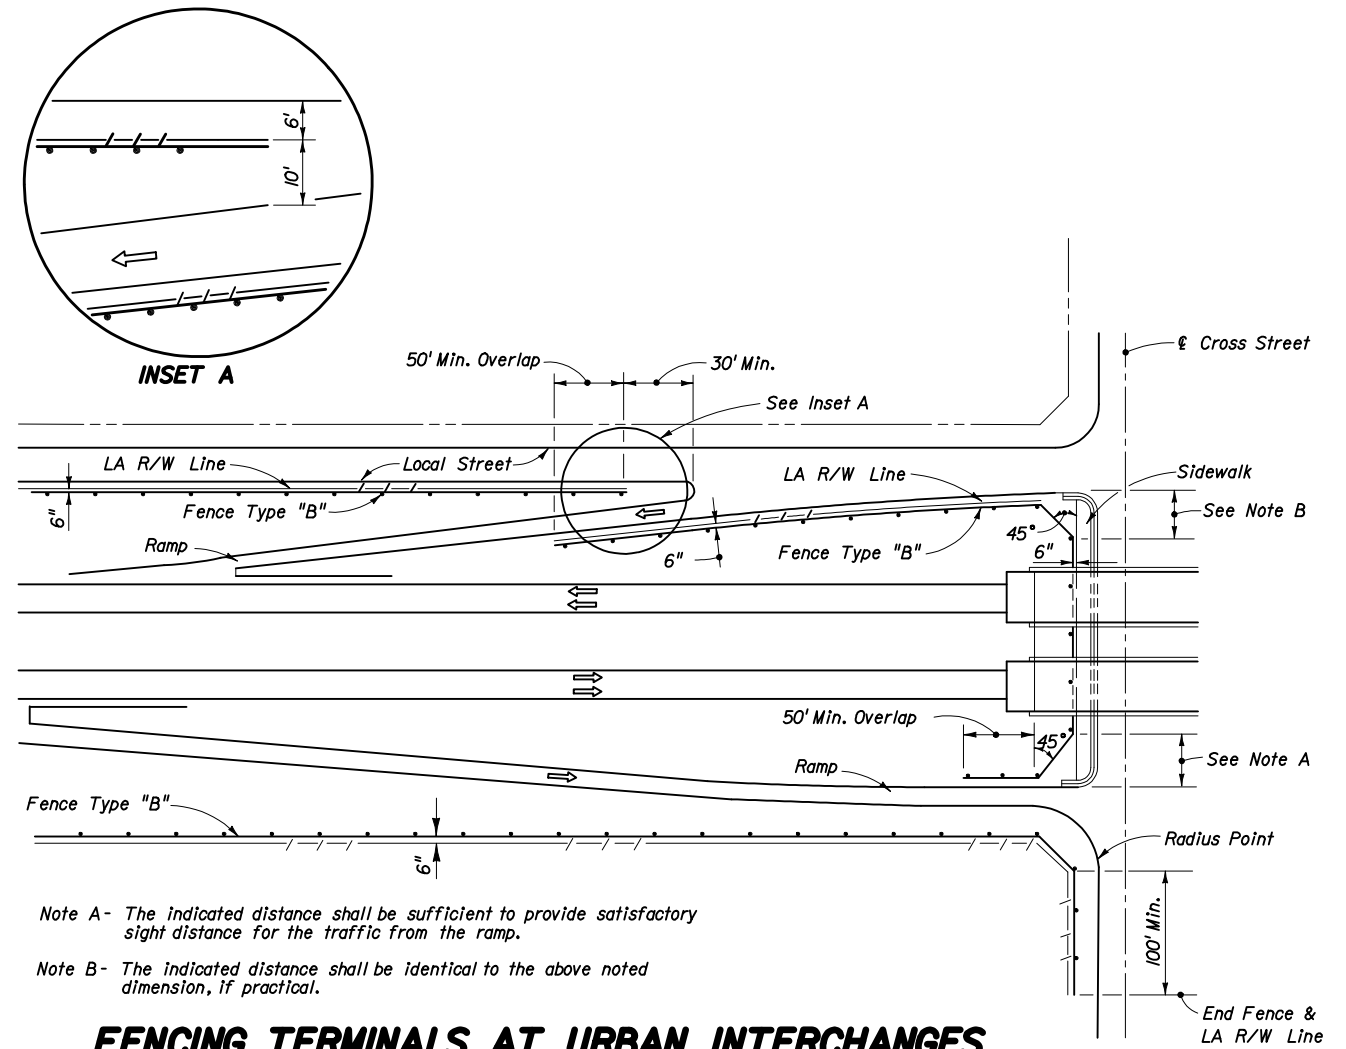 6'
10'
INSET A
50' Min. Overlap
30' Min.
℄ Cross Street
See Inset A
LA R/W Line
Local Street
LA R/W Line
Sidewalk
6"
Fence Type "B"
See Note B
45°
Ramp
6"
Fence Type "B"
6"
50' Min. Overlap
45°
See Note A
Ramp
Fence Type "B"
6"
Radius Point
100' Min.
Note A- The indicated distance shall be sufficient to provide satisfactory
sight distance for the traffic from the ramp.
Note B- The indicated distance shall be identical to the above noted
dimension, if practical.
End Fence &
LA R/W Line
FENCING TERMINALS AT URBAN INTERCHANGES